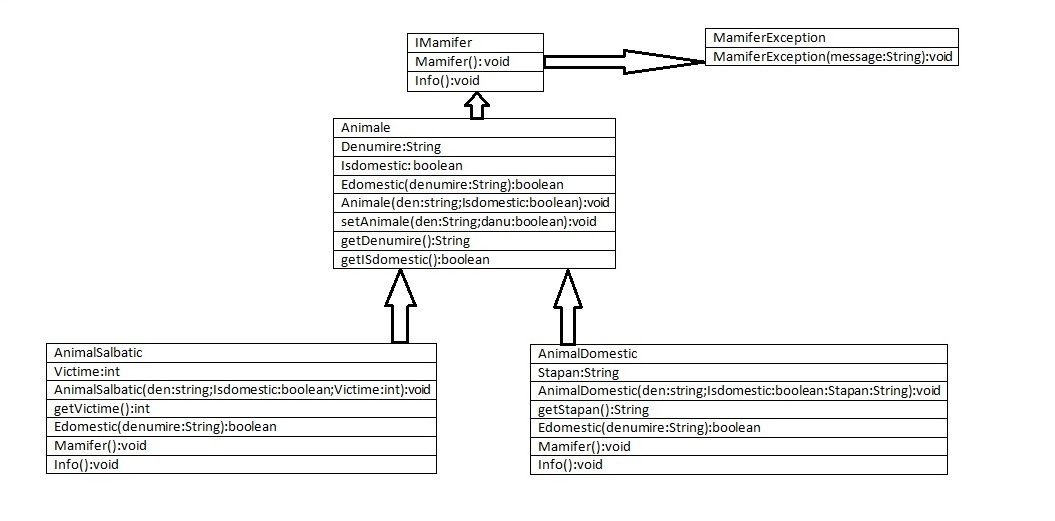 IMamifer
Mamifer(): void
Info():void
MamiferException
MamiferException(message:String):void
Animale
Denumire:String
Isdomestic: boolean
Edomestic(denumire:String):boolean
Animale(den:string;Isdomestic:boolean):void
setAnimale(den:String;danu:boolean):void
getDenumire():String
getISdomestic():boolean
AnimalSalbatic
Victime:int
AnimalSalbatic(den:string;Isdomestic:boolean;Victime:int):void
getVictime():int
Edomestic(denumire:String):boolean
Mamifer():void
Info():void
AnimalDomestic
Stapan:String
AnimalDomestic(den:string;Isdomestic:boolean:Stapan:String):void
getStapan():String
Edomestic(denumire:String):boolean
Mamifer():void
Info():void